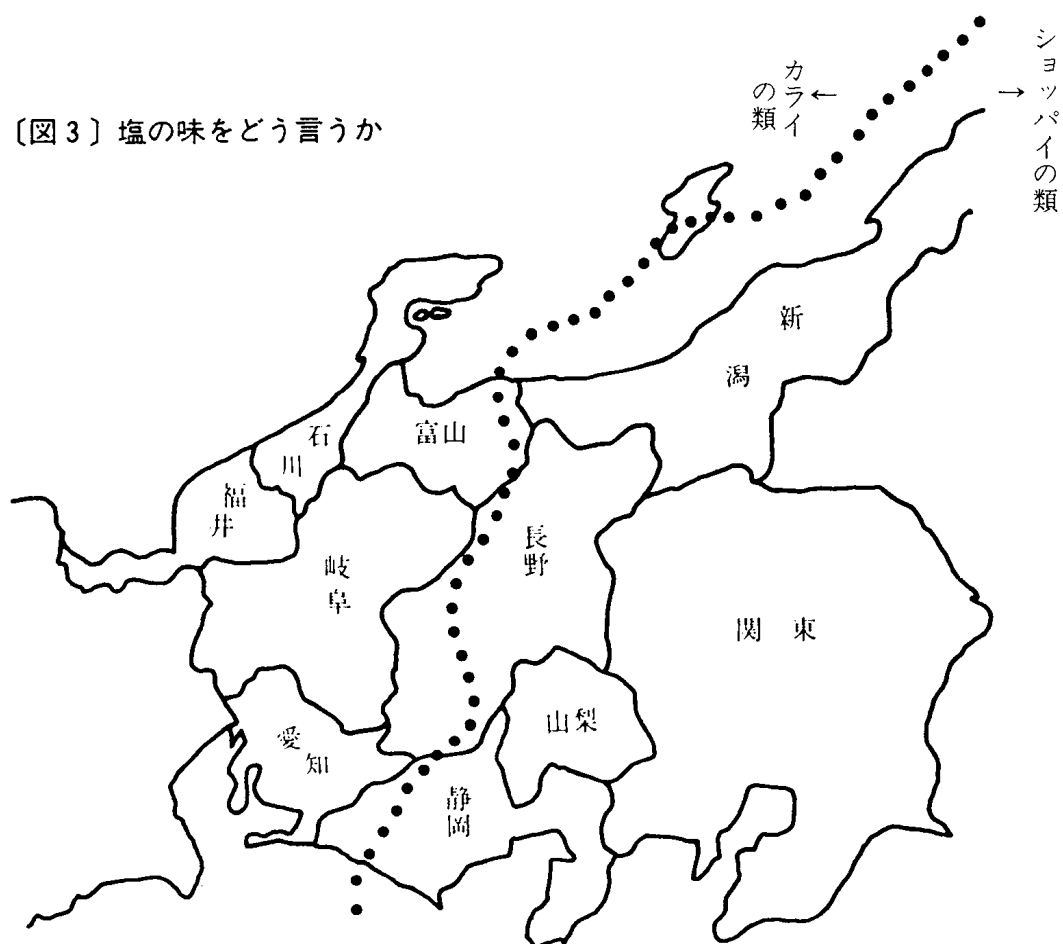 〔図3〕塩の味をどう言うか
ショッパイの類
→
←
カライ
の類
新
潟
富山
石
川
福
井
長
野
岐
阜
関東
山梨
愛
知
静
岡